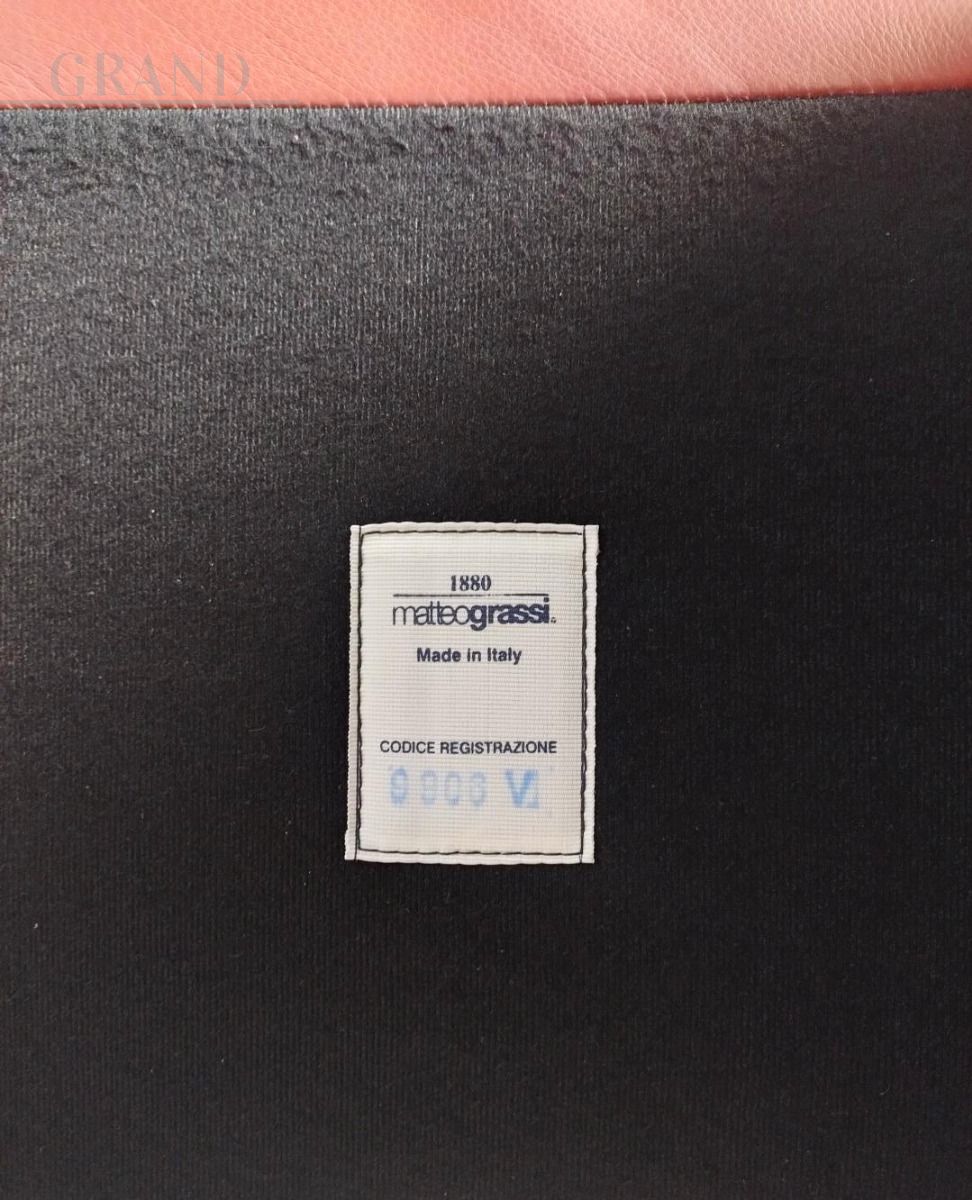 GRAND
1880
matteograssi
Made in Italy
CODICE REGISTRAZIONE